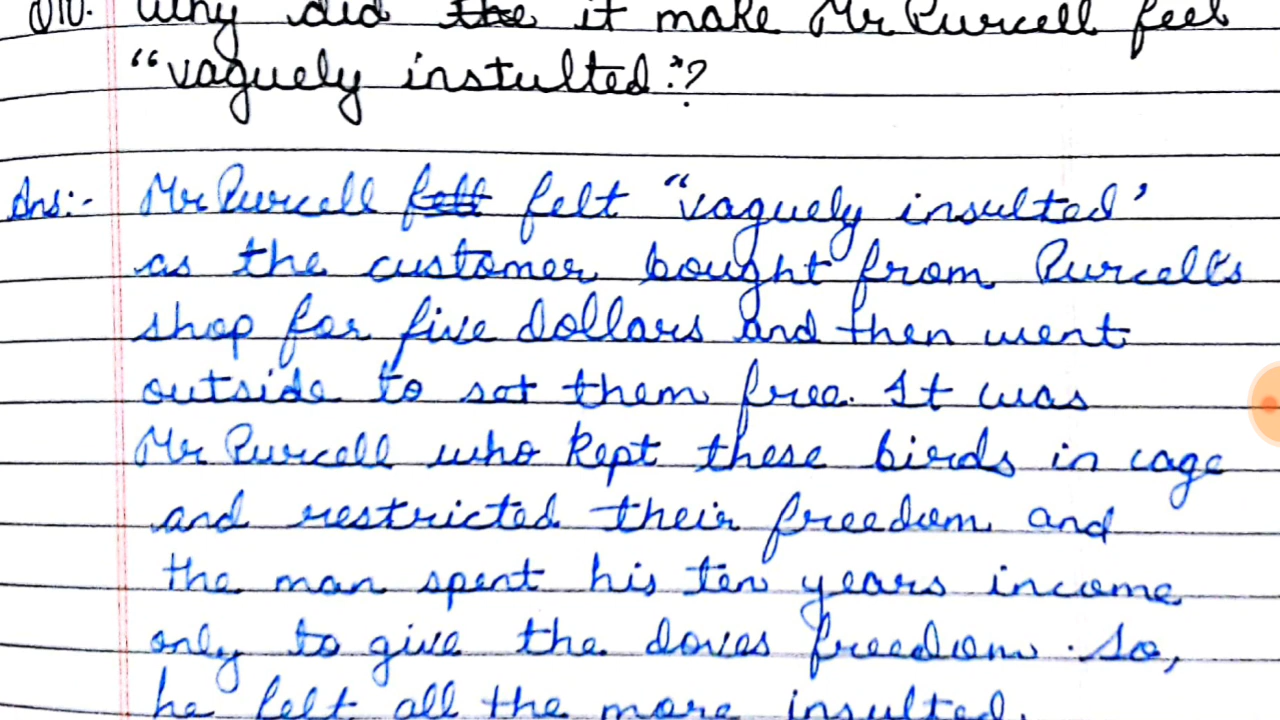 Q10. Why did the it make Mr Purcell feel
"vaguely instulted."?
Ans:- Mr Purcell felt felt "vaguely insulted'
as the customer bought from Purcell's
shop for five dollars and then went
outside to set them free. It was
Mr Purcell who kept these birds in cage
and restricted their freedom and
the man spent his ten years income
only to give the doves freedom. So,
he felt all the more insulted.